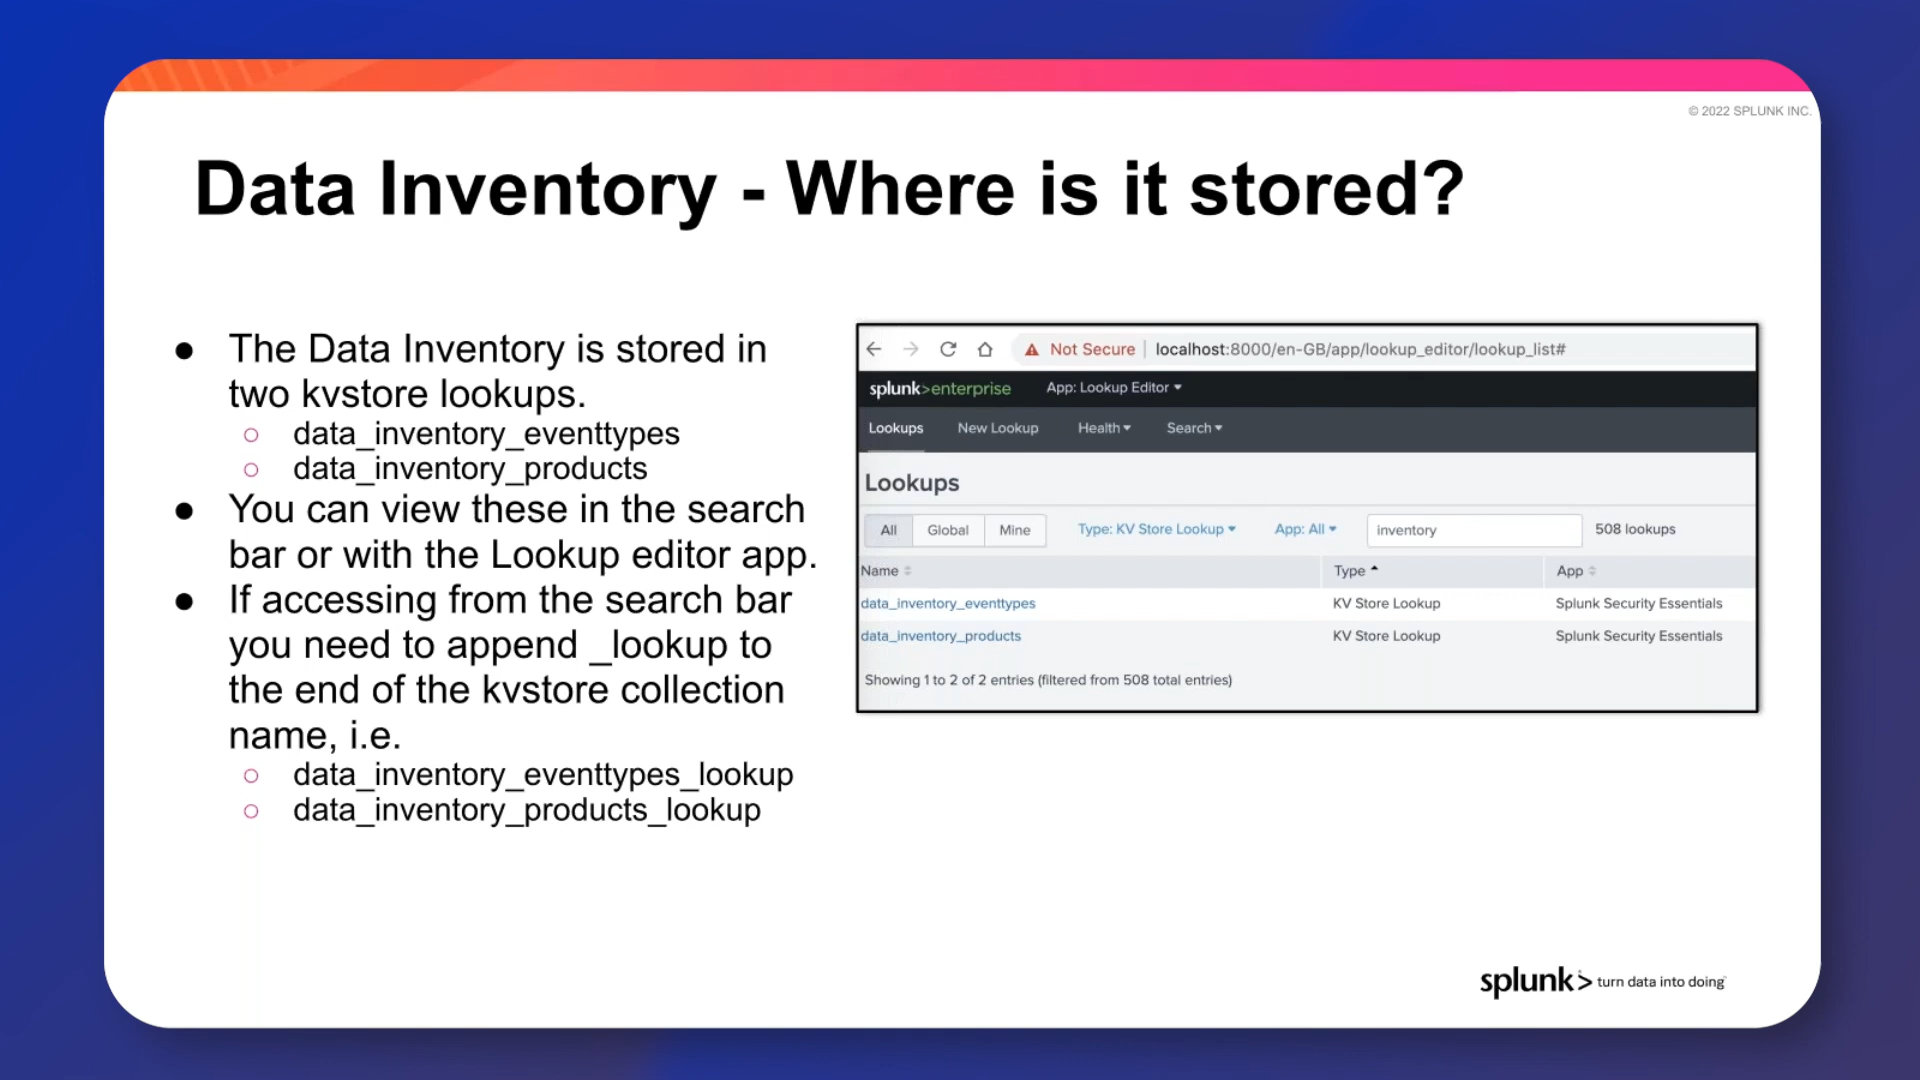 © 2022 SPLUNK INC.
Data Inventory - Where is it stored?
● The Data Inventory is stored in
two kvstore lookups.
○ data_inventory_eventtypes
○ data_inventory_products
● You can view these in the search
bar or with the Lookup editor app.
● If accessing from the search bar
you need to append _lookup to
the end of the kvstore collection
name, i.e.
○ data_inventory_eventtypes_lookup
○ data_inventory_products_lookup
Not Secure | localhost:8000/en-GB/app/lookup_editor/lookup_list#
splunk>enterprise App: Lookup Editor
Lookups New Lookup Health Search
Lookups
All Global Mine Type: KV Store Lookup App: All inventory 508 lookups
Name Type App
data_inventory_eventtypes KV Store Lookup Splunk Security Essentials
data_inventory_products KV Store Lookup Splunk Security Essentials
Showing 1 to 2 of 2 entries (filtered from 508 total entries)
splunk> turn data into doing